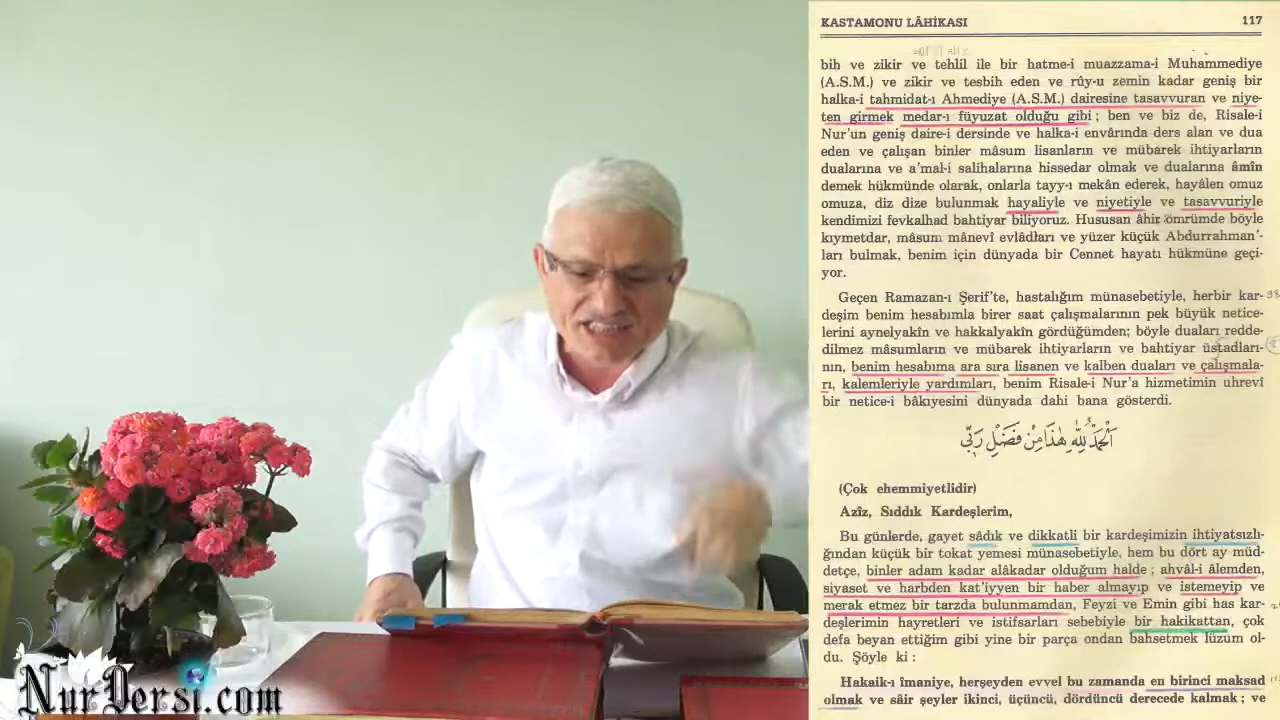 KASTAMONU LÂHİKASI 117
bih ve zikir ve tehlil ile bir hatme-i muazzama-i Muhammediye
(A.S.M.) ve zikir ve tesbih eden ve rûy-u zemin kadar geniş bir
halka-i tahmidat-ı Ahmediye (A.S.M.) dairesine tasavvuran ve niye-
ten girmek medar-ı füyuzat olduğu gibi; ben ve biz de, Risale-i
Nur'un geniş daire-i dersinde ve halka-i envârında ders alan ve dua
eden ve çalışan binler mâsum lisanların ve mübarek ihtiyarların
dualarına ve a'mal-i salihalarına hissedar olmak ve dualarına âmîn
demek hükmünde olarak, onlarla tayy-ı mekân ederek, hayâlen omuz
omuza, diz dize bulunmak hayaliyle ve niyetiyle ve tasavvuriyle
kendimizi fevkalhad bahtiyar biliyoruz. Hususan âhir ömrümde böyle
kıymetdar, mâsum mânevî evlâdları ve yüzer küçük Abdurrahman'-
ları bulmak, benim için dünyada bir Cennet hayatı hükmüne geçi-
yor.
Geçen Ramazan-ı Şerif'te, hastalığım münasebetiyle, herbir kar-
deşim benim hesabımla birer saat çalışmalarının pek büyük netice-
lerini aynelyakîn ve hakkalyakîn gördüğümden; böyle duaları redde-
dilmez mâsumların ve mübarek ihtiyarların ve bahtiyar üstadları-
nın, benim hesabıma ara sıra lisanen ve kalben duaları ve çalışmala-
rı, kalemleriyle yardımları, benim Risale-i Nur'a hizmetimin uhrevî
bir netice-i bâkıyesini dünyada dahi bana gösterdi.
اَلْحَمْدُ لِلّٰهِ هٰذَا مِنْ فَضْلِ رَبِّى
(Çok ehemmiyetlidir)
Azîz, Sıddık Kardeşlerim,
Bu günlerde, gayet sâdık ve dikkatli bir kardeşimizin ihtiyatsızlı-
ğından küçük bir tokat yemesi münasebetiyle, hem bu dört ay müd-
detçe, binler adam kadar alâkadar olduğum halde; ahvâl-i âlemden,
siyaset ve harbden kat'iyyen bir haber almayıp ve istemeyip ve
merak etmez bir tarzda bulunmamdan, Feyzi ve Emin gibi has kar-
deşlerimin hayretleri ve istifsarları sebebiyle bir hakikattan, çok
defa beyan ettiğim gibi yine bir parça ondan bahsetmek lüzum ol-
du. Şöyle ki:
Hakaik-ı imaniye, herşeyden evvel bu zamanda en birinci maksad
olmak ve sâir şeyler ikinci, üçüncü, dördüncü derecede kalmak; ve
NurDersi.com